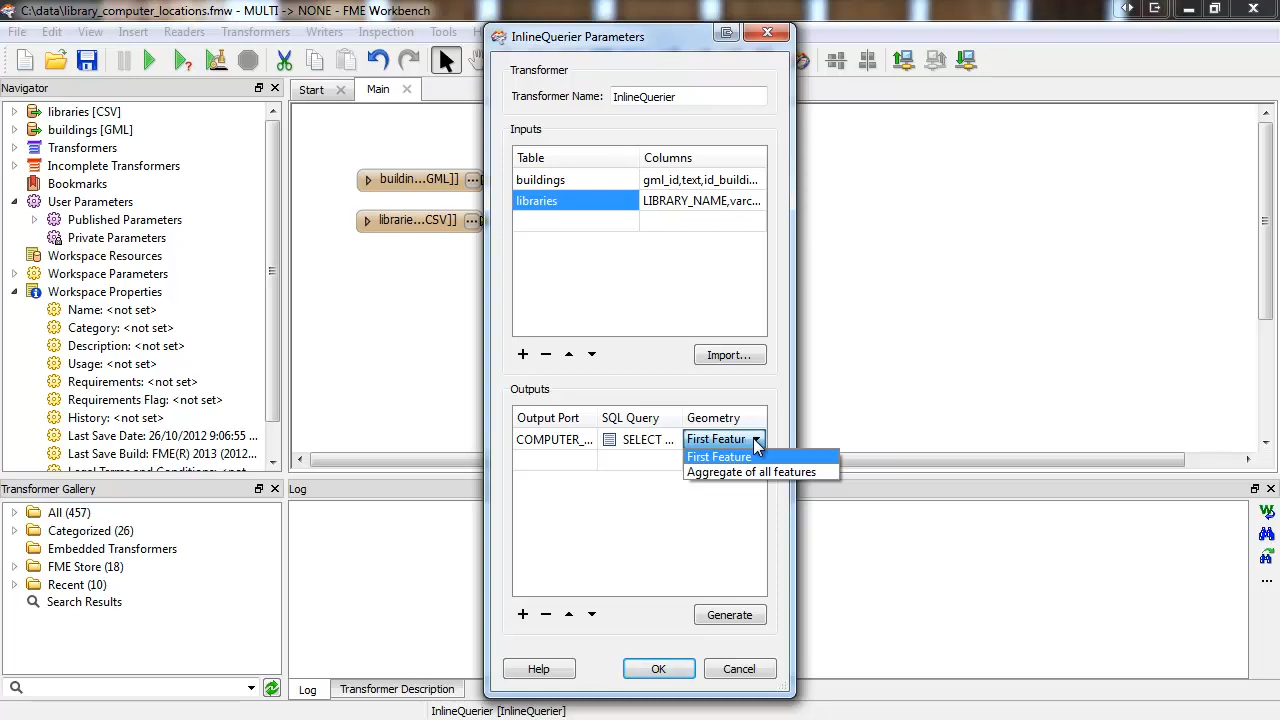 C:\data\library_computer_locations.fmw - MULTI -> NONE - FME Workbench
File
Insert
Readers
Transformers
Writers
Inspection
Tools
Navigator
libraries [CSV]
buildings [GML]
Transformers
Incomplete Transformers
Bookmarks
User Parameters
Published Parameters
Private Parameters
Workspace Resources
Workspace Parameters
Workspace Properties
Name: <not set>
Category: <not set>
Description: <not set>
Usage: <not set>
Requirements: <not set>
Requirements Flag: <not set>
History: <not set>
Last Save Date: 26/10/2012 9:06:55 ...
Last Save Build: FME(R) 2013 (2012...
Legal Terms and Conditions: <not
Transformer Gallery
All (457)
Categorized (26)
Embedded Transformers
FME Store (18)
Recent (10)
Search Results
Start
Main
buildin...GML]]
librarie...CSV]]
Log
Log
Transformer Description
InlineQuerier [InlineQuerier]
InlineQuerier Parameters
Transformer
Transformer Name: InlineQuerier
Inputs
Table Columns
buildings gml_id,text,id_buildi...
libraries LIBRARY_NAME,varc...
Import...
Outputs
Output Port SQL Query Geometry
COMPUTER_... SELECT ... First Featur
First Feature
Aggregate of all features
Generate
Help
OK
Cancel